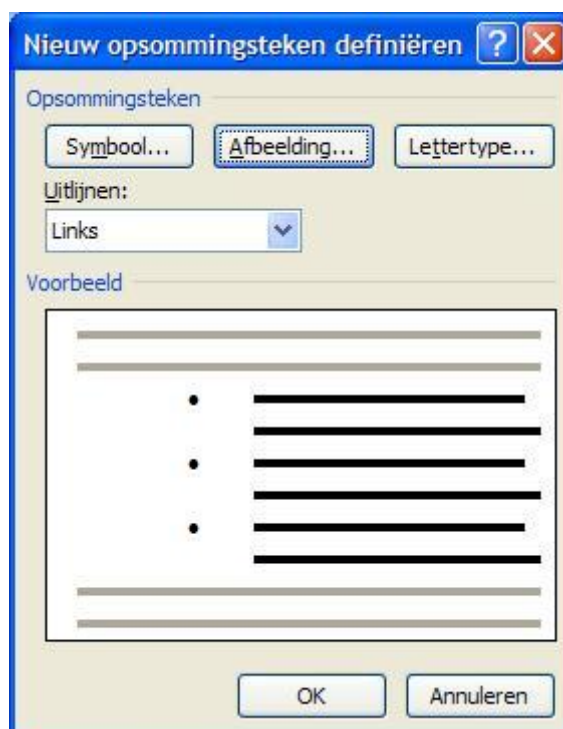 Nieuw opsommingsteken definiëren
Opsommingsteken
Symbool... Afbeelding... Lettertype...
Uitlijnen:
Links
Voorbeeld
OK Annuleren